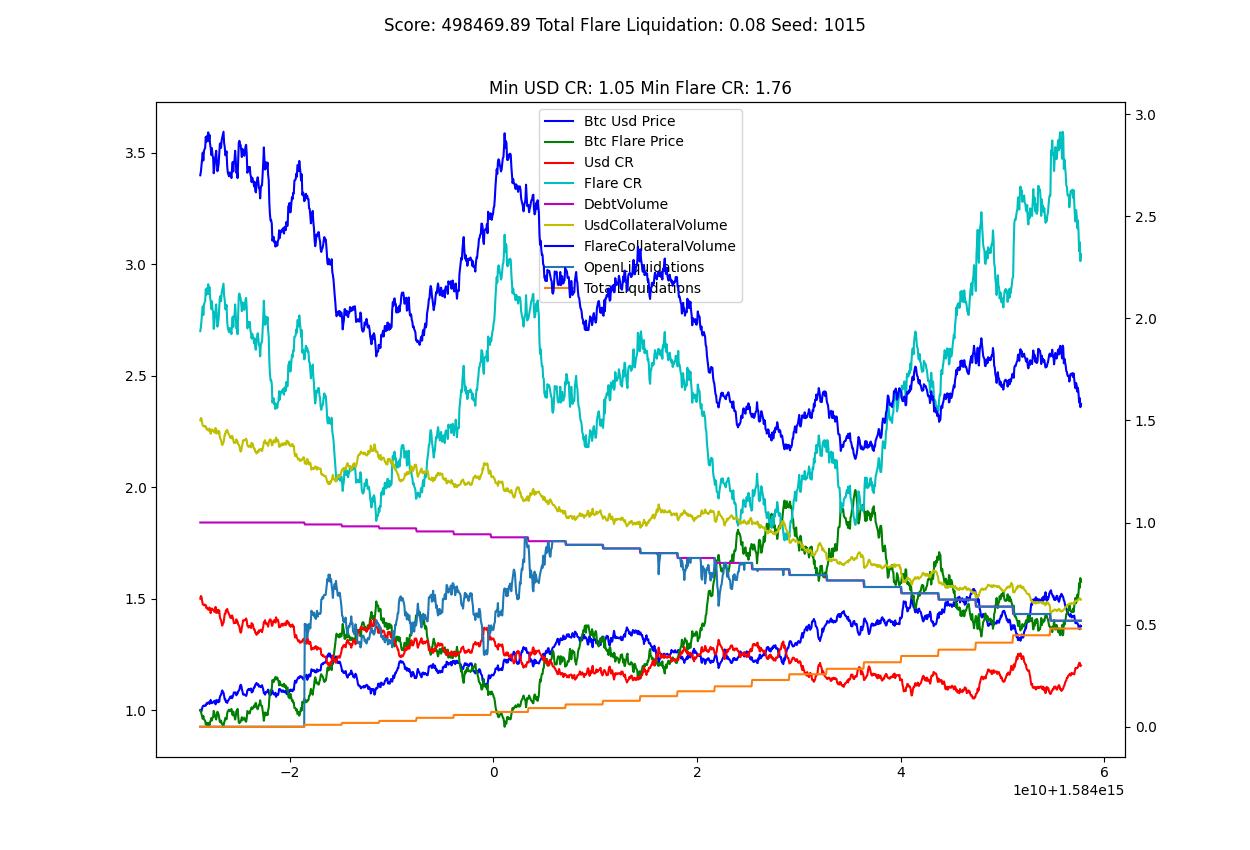 Score: 498469.89 Total Flare Liquidation: 0.08 Seed: 1015
Min USD CR: 1.05 Min Flare CR: 1.76
Btc Usd Price
Btc Flare Price
Usd CR
Flare CR
DebtVolume
UsdCollateralVolume
FlareCollateralVolume
OpenLiquidations
TotalLiquidations
3.5
3.0
2.5
2.0
1.5
1.0
3.0
2.5
2.0
1.5
1.0
0.5
0.0
−2 0 2 4 6
1e10+1.584e15